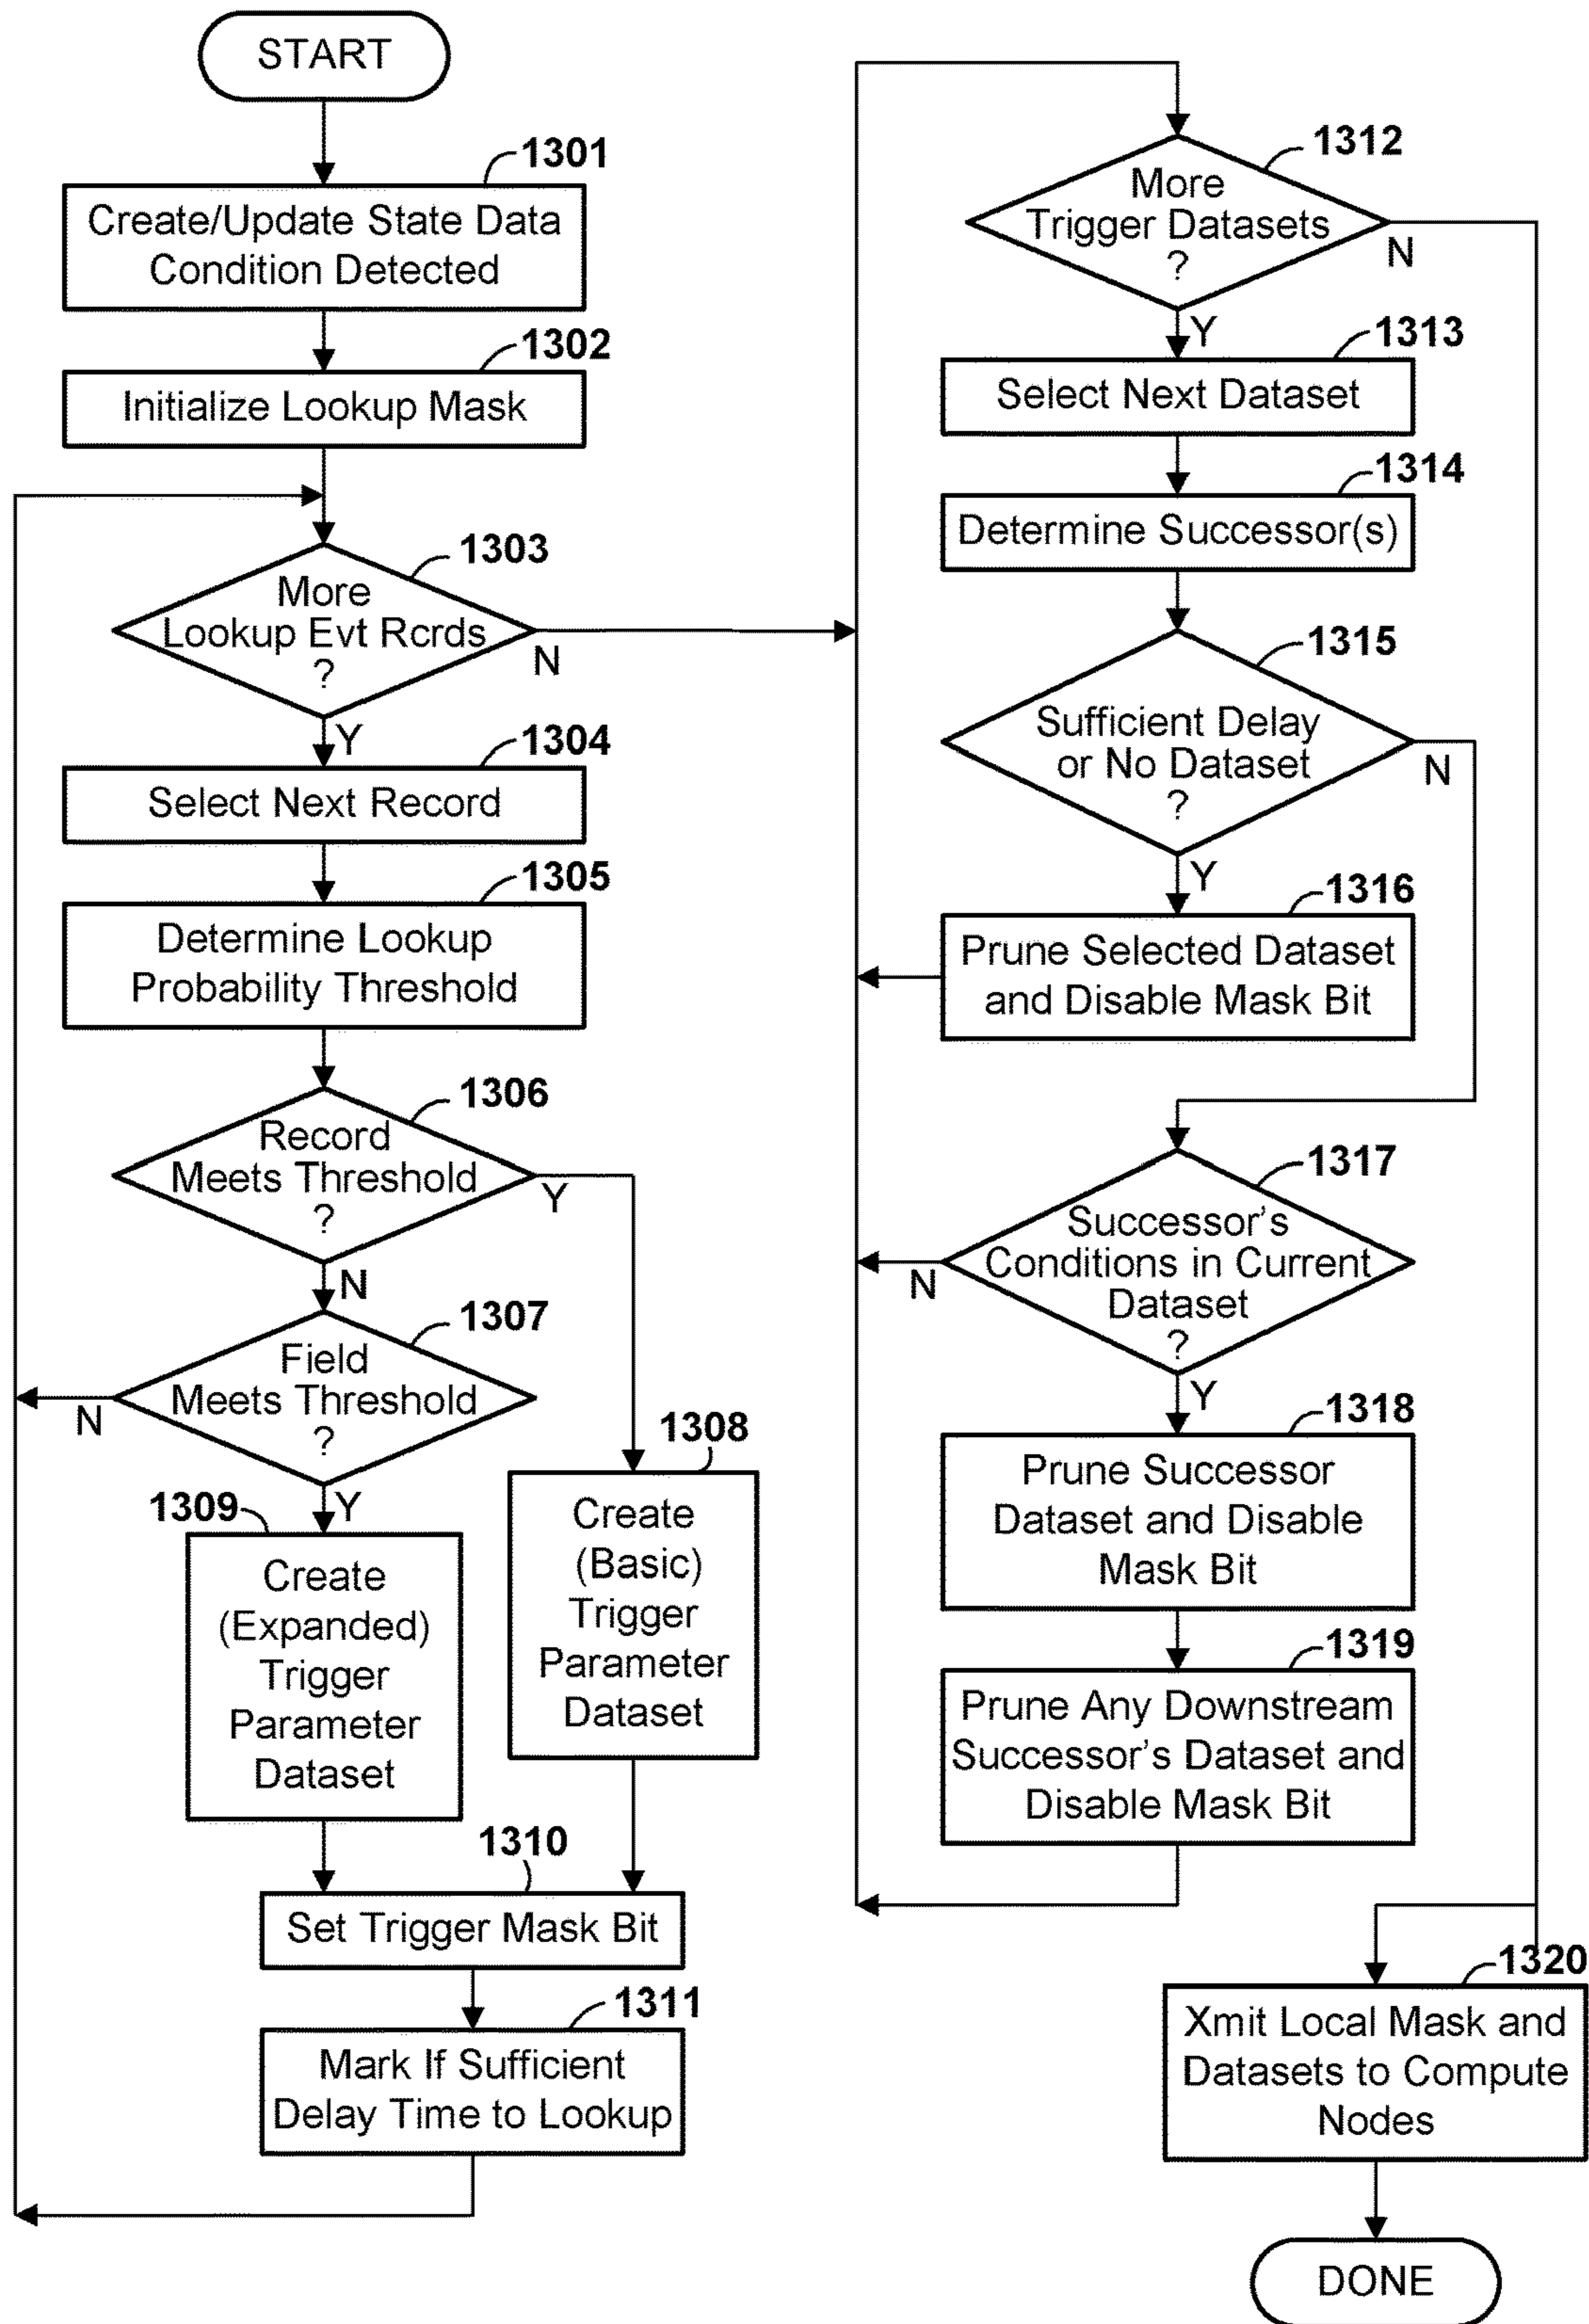 START
1301
Create/Update State Data
Condition Detected
1302
Initialize Lookup Mask
1303
More
Lookup Evt Rcrds
?
N
Y
1304
Select Next Record
1305
Determine Lookup
Probability Threshold
1306
Record
Meets Threshold
?
Y
N
1307
Field
Meets Threshold
?
N
Y
1308
Create
(Basic)
Trigger
Parameter
Dataset
1309
Create
(Expanded)
Trigger
Parameter
Dataset
1310
Set Trigger Mask Bit
1311
Mark If Sufficient
Delay Time to Lookup
1312
More
Trigger Datasets
?
N
Y
1313
Select Next Dataset
1314
Determine Successor(s)
1315
Sufficient Delay
or No Dataset
?
N
Y
1316
Prune Selected Dataset
and Disable Mask Bit
1317
Successor's
Conditions in Current
Dataset
?
N
Y
1318
Prune Successor
Dataset and Disable
Mask Bit
1319
Prune Any Downstream
Successor's Dataset and
Disable Mask Bit
1320
Xmit Local Mask and
Datasets to Compute
Nodes
DONE